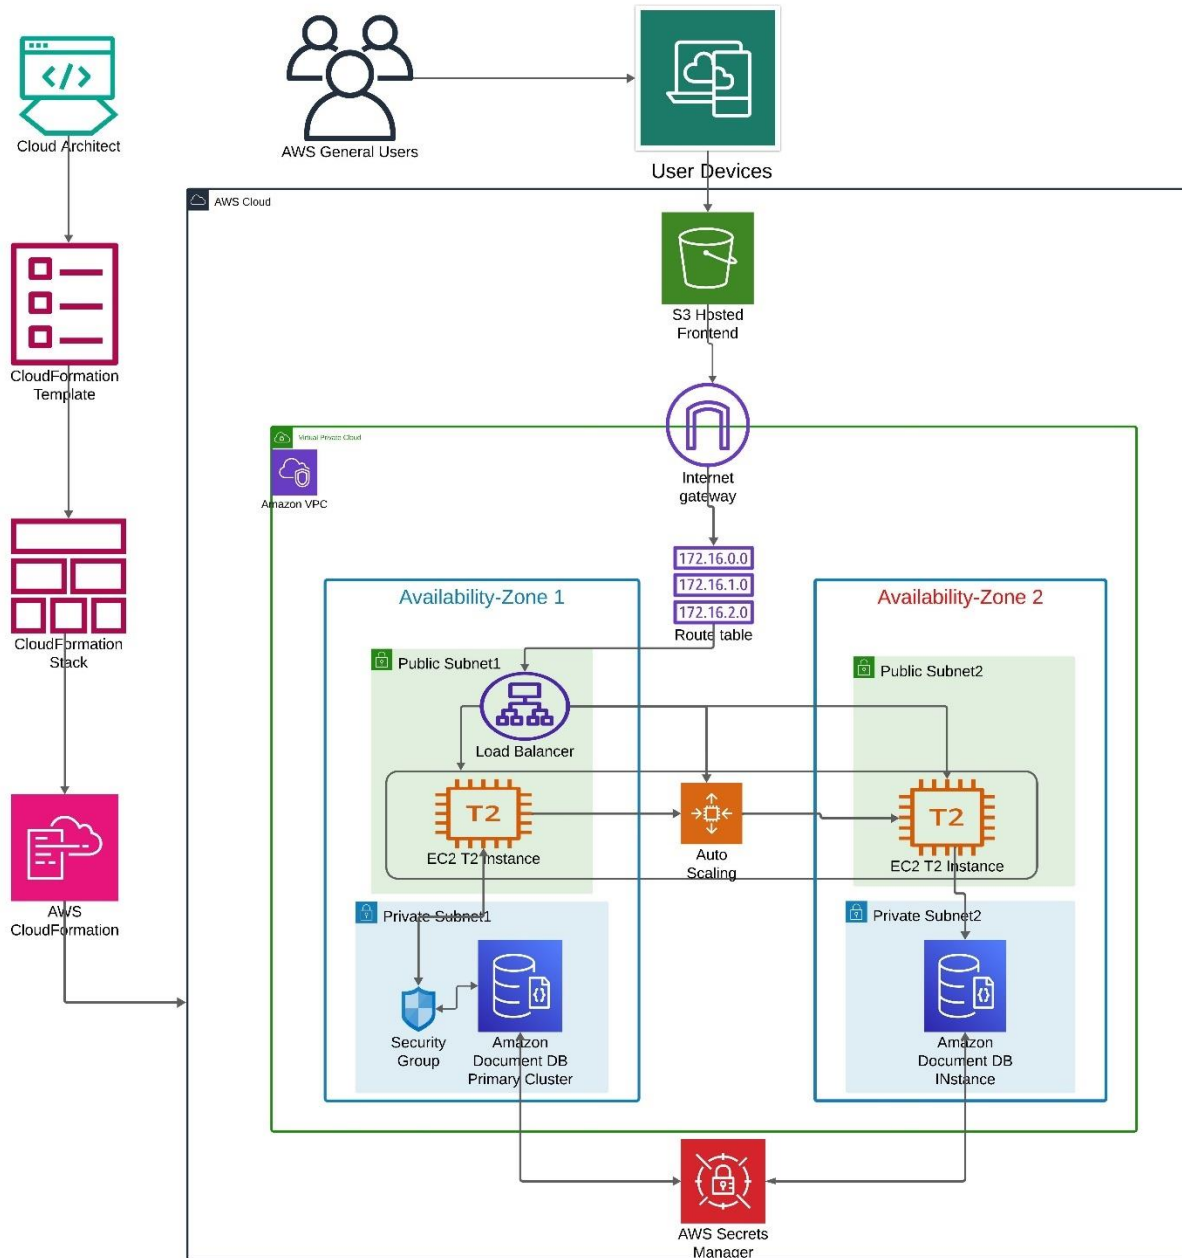 Cloud Architect
AWS General Users
User Devices
AWS Cloud
S3 Hosted
Frontend
CloudFormation
Template
Virtual Private Cloud
Amazon VPC
Internet
gateway
172.16.0.0
172.16.1.0
172.16.2.0
Route table
Availability-Zone 1
Availability-Zone 2
CloudFormation
Stack
Public Subnet1
Public Subnet2
Load Balancer
T2
EC2 T2 Instance
Auto
Scaling
T2
EC2 T2 Instance
AWS
CloudFormation
Private Subnet1
Private Subnet2
Security
Group
Amazon
Document DB
Primary Cluster
Amazon
Document DB
INstance
AWS Secrets
Manager